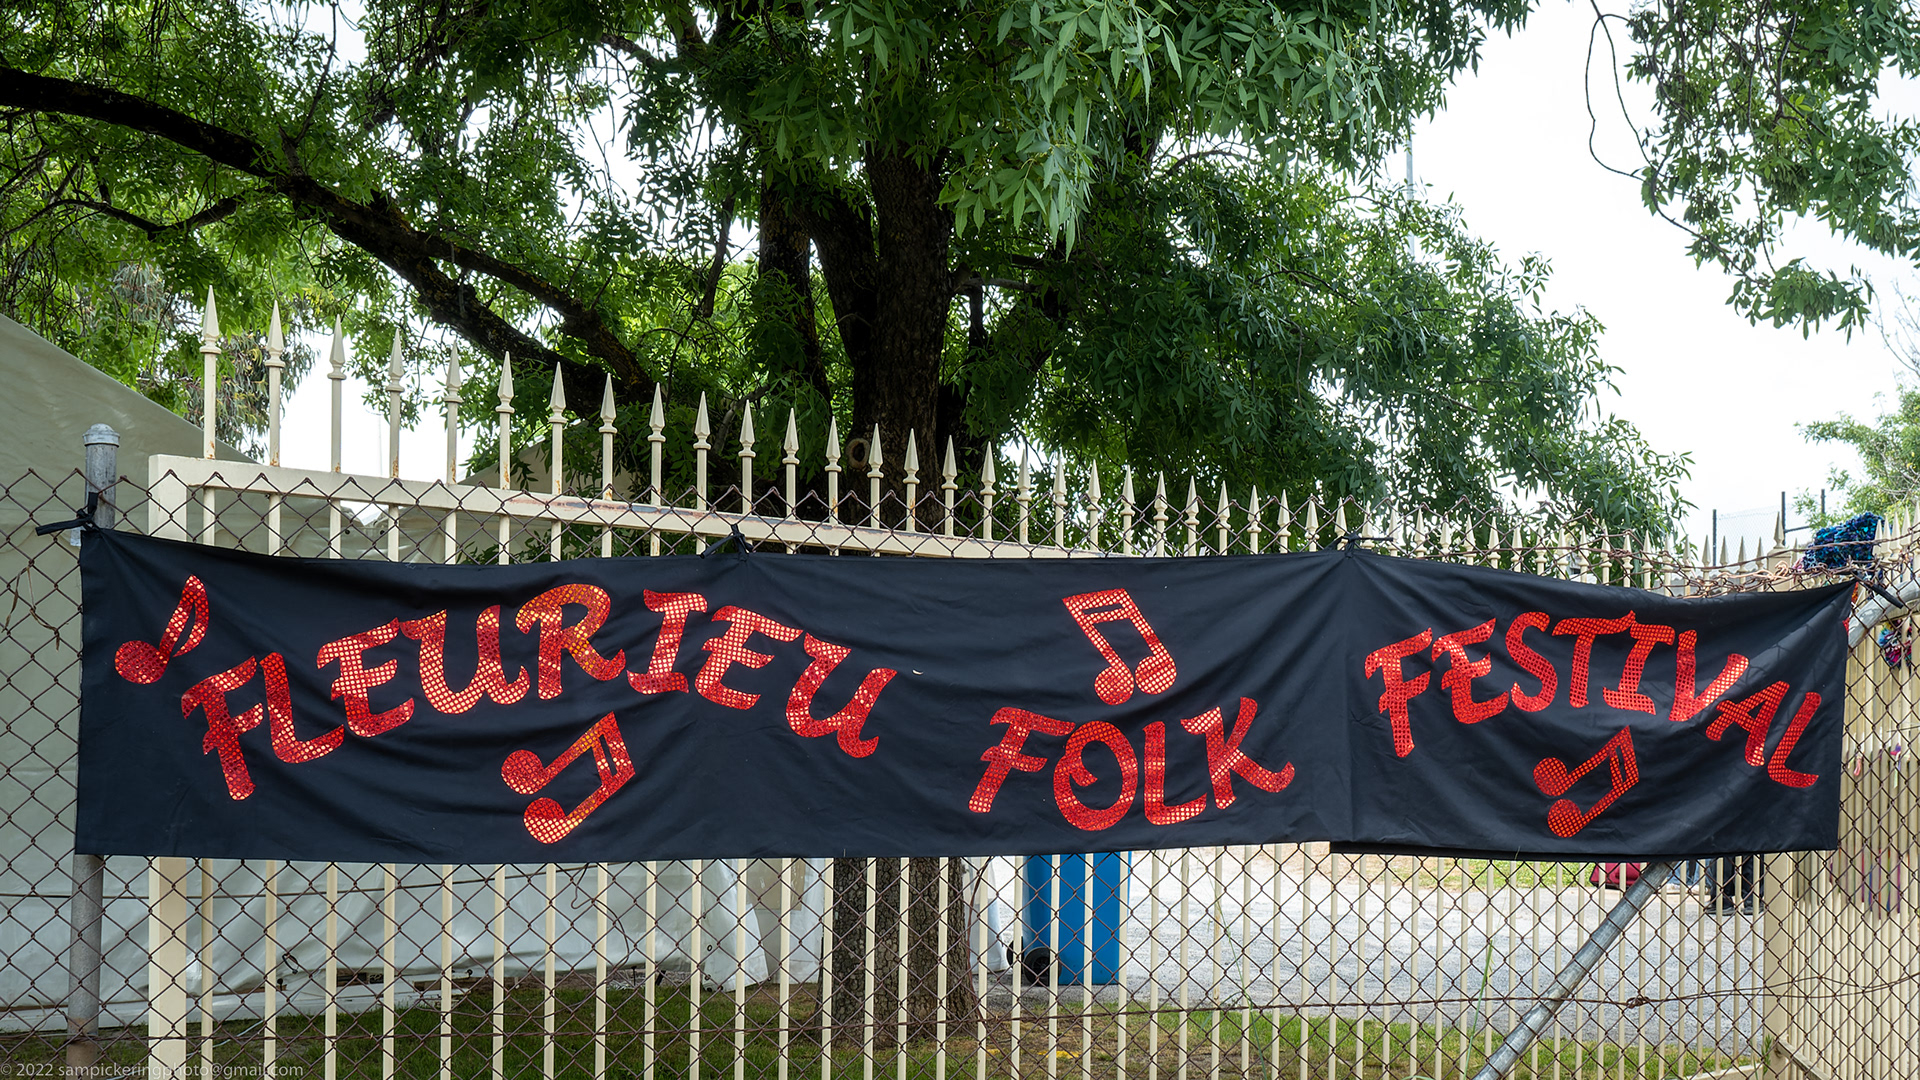 FLEURIEU FOLK FESTIVAL
© 2022 sampickeringphoto@gmail.com